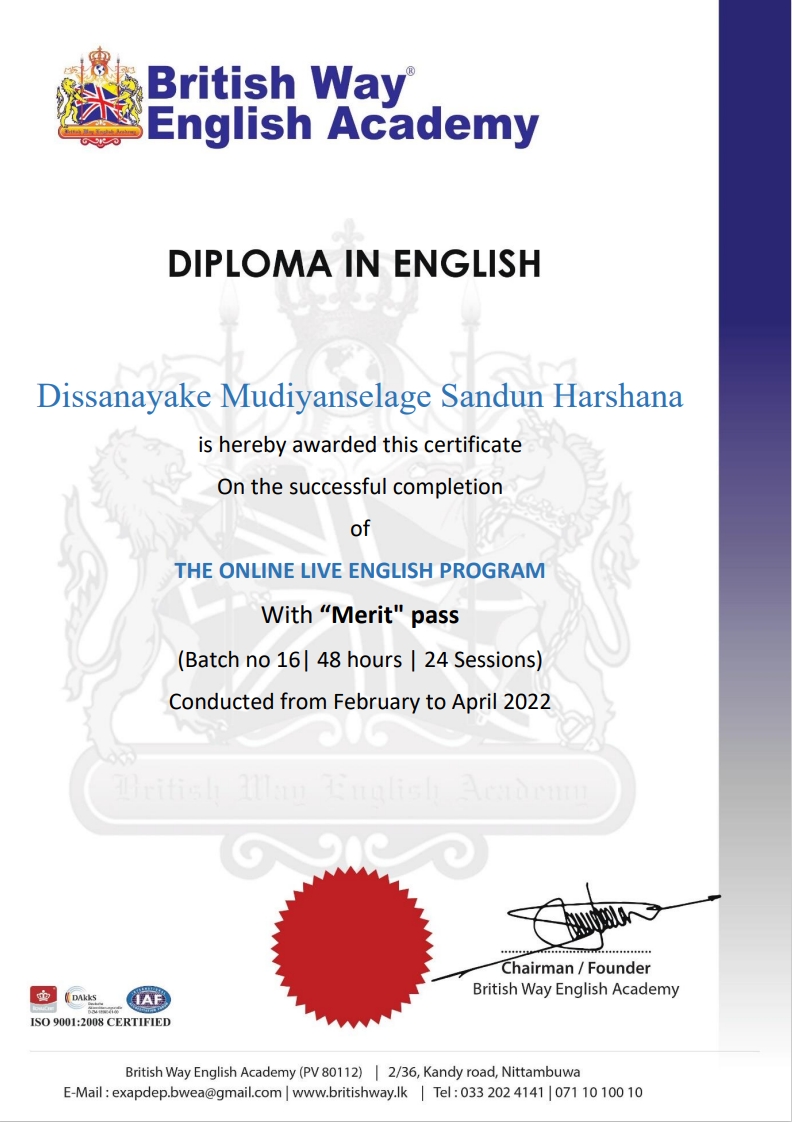 British Way®
English Academy
British Way English Academy
DIPLOMA IN ENGLISH
Dissanayake Mudiyanselage Sandun Harshana
is hereby awarded this certificate
On the successful completion
of
THE ONLINE LIVE ENGLISH PROGRAM
With “Merit" pass
(Batch no 16| 48 hours | 24 Sessions)
Conducted from February to April 2022
British Way English Academy
Chairman / Founder
British Way English Academy
DAkkS
IAF
ISO 9001:2008 CERTIFIED
British Way English Academy (PV 80112) | 2/36, Kandy road, Nittambuwa
E-Mail : exapdep.bwea@gmail.com | www.britishway.lk | Tel : 033 202 4141 | 071 10 100 10